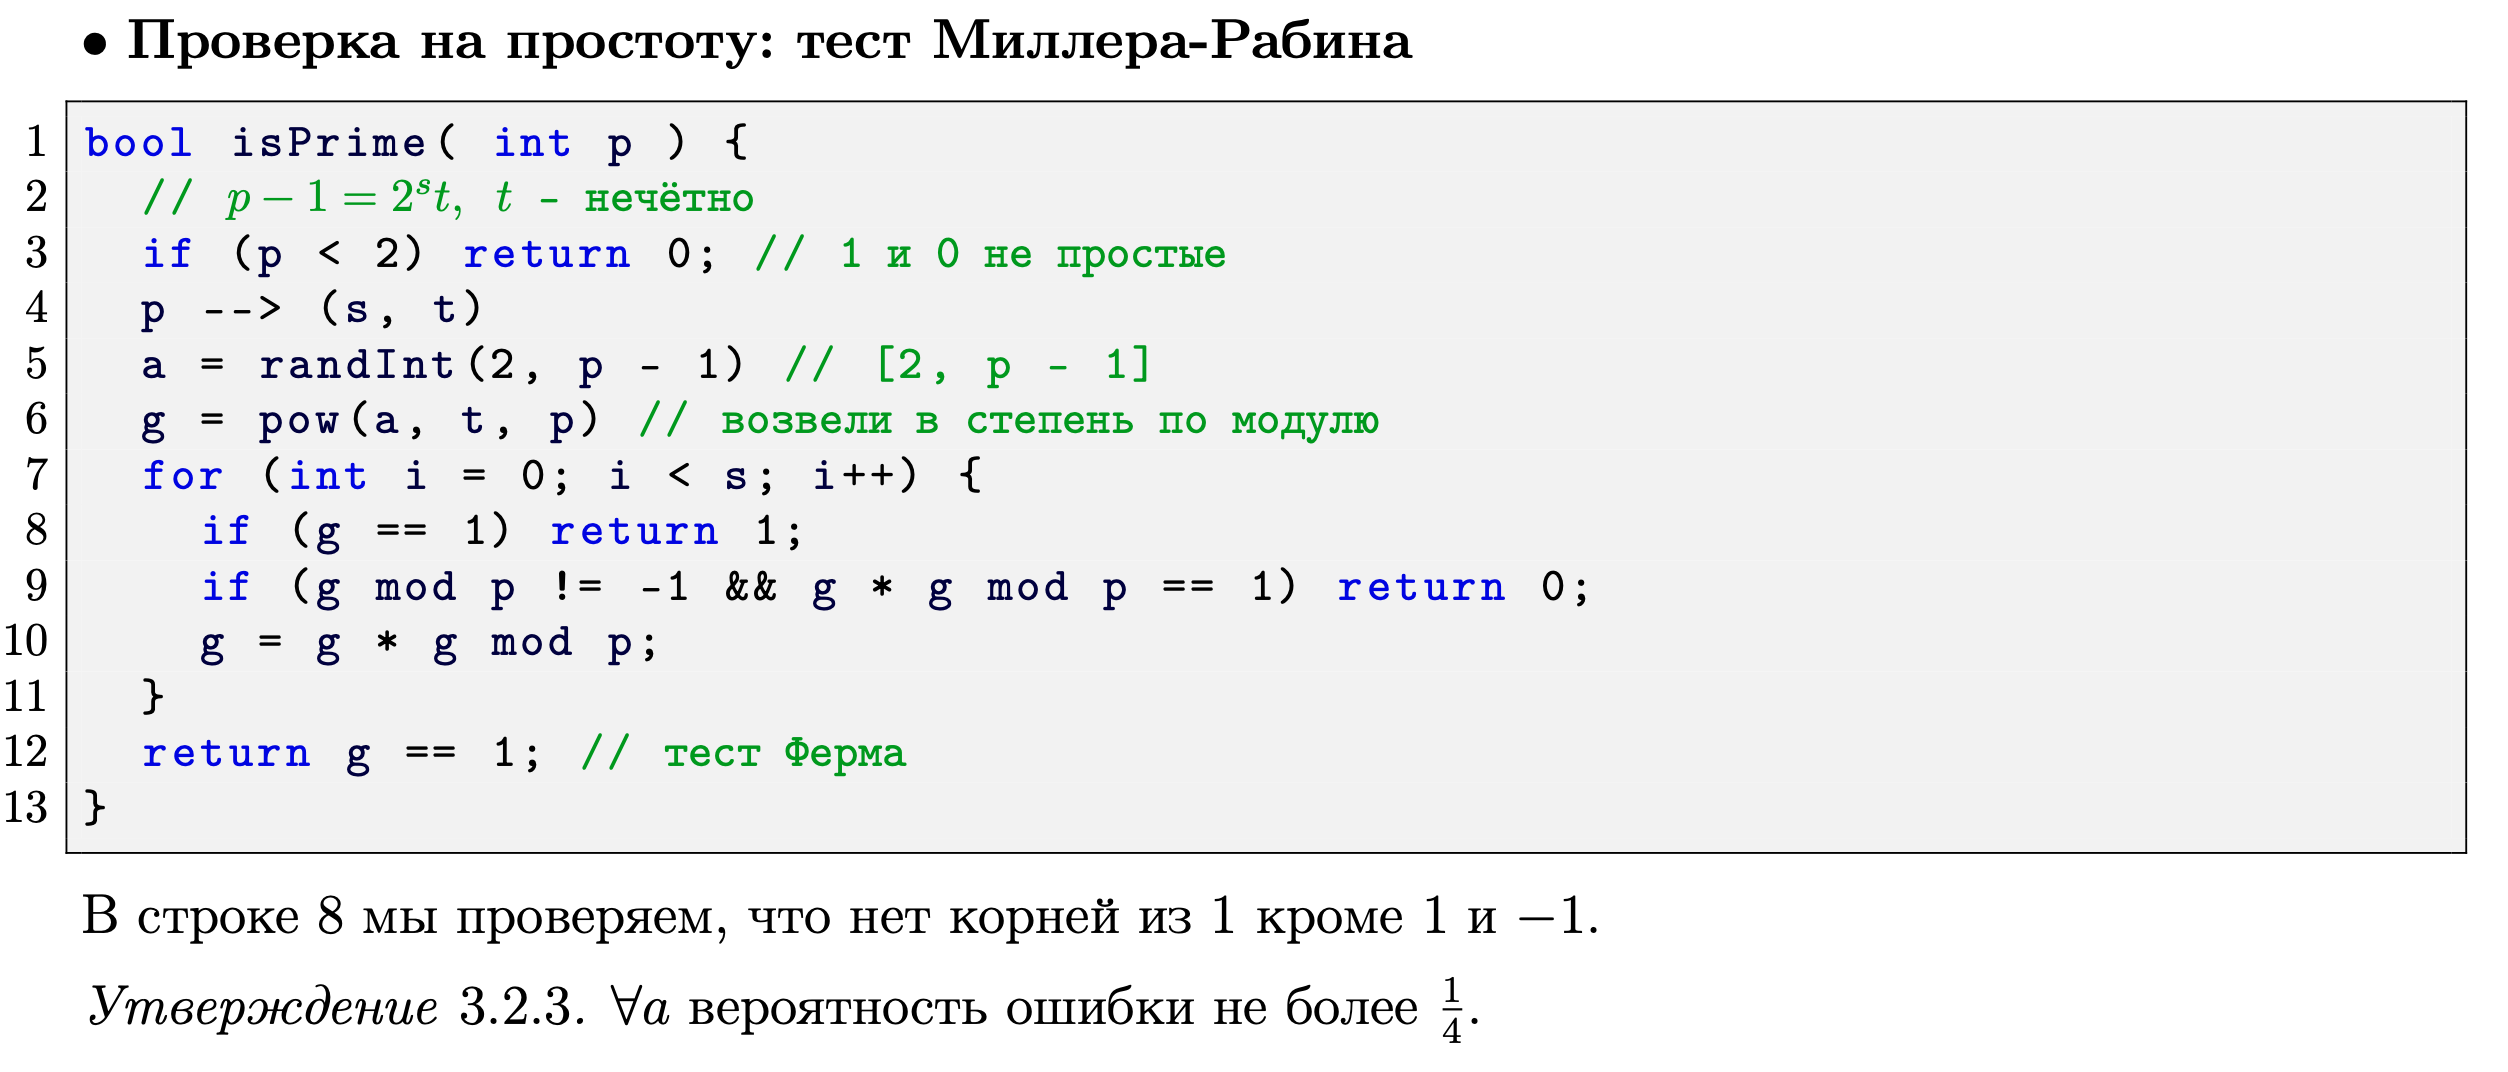 • Проверка на простоту: тест Миллера-Рабина
1 bool isPrime( int p ) {
2 // p − 1 = 2^s t, t - нечётно
3 if (p < 2) return 0; // 1 и 0 не простые
4 p --> (s, t)
5 a = randInt(2, p - 1) // [2, p - 1]
6 g = pow(a, t, p) // возвели в степень по модулю
7 for (int i = 0; i < s; i++) {
8 if (g == 1) return 1;
9 if (g mod p != -1 && g * g mod p == 1) return 0;
10 g = g * g mod p;
11 }
12 return g == 1; // тест Ферма
13 }
В строке 8 мы проверяем, что нет корней из 1 кроме 1 и −1.
Утверждение 3.2.3. ∀a вероятность ошибки не более 1/4.